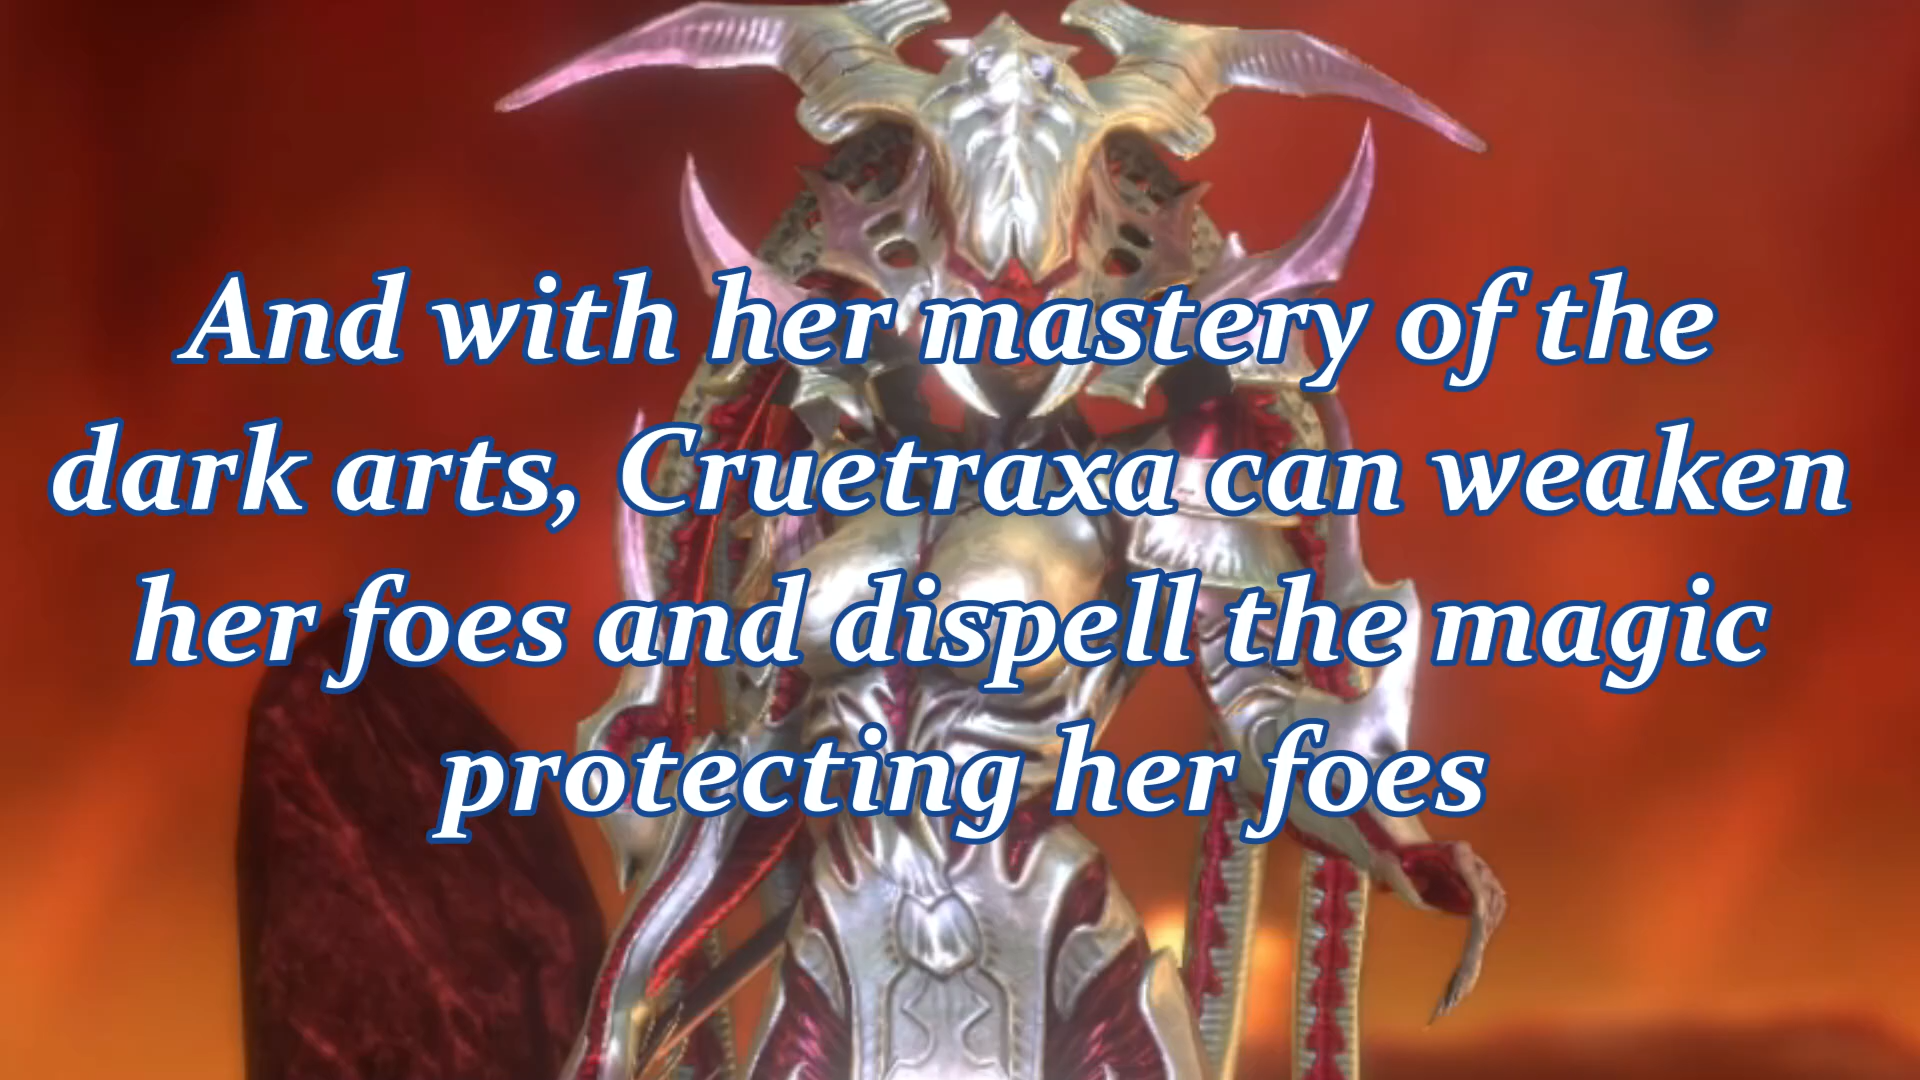 And with her mastery of the
dark arts, Cruetraxa can weaken
her foes and dispell the magic
protecting her foes